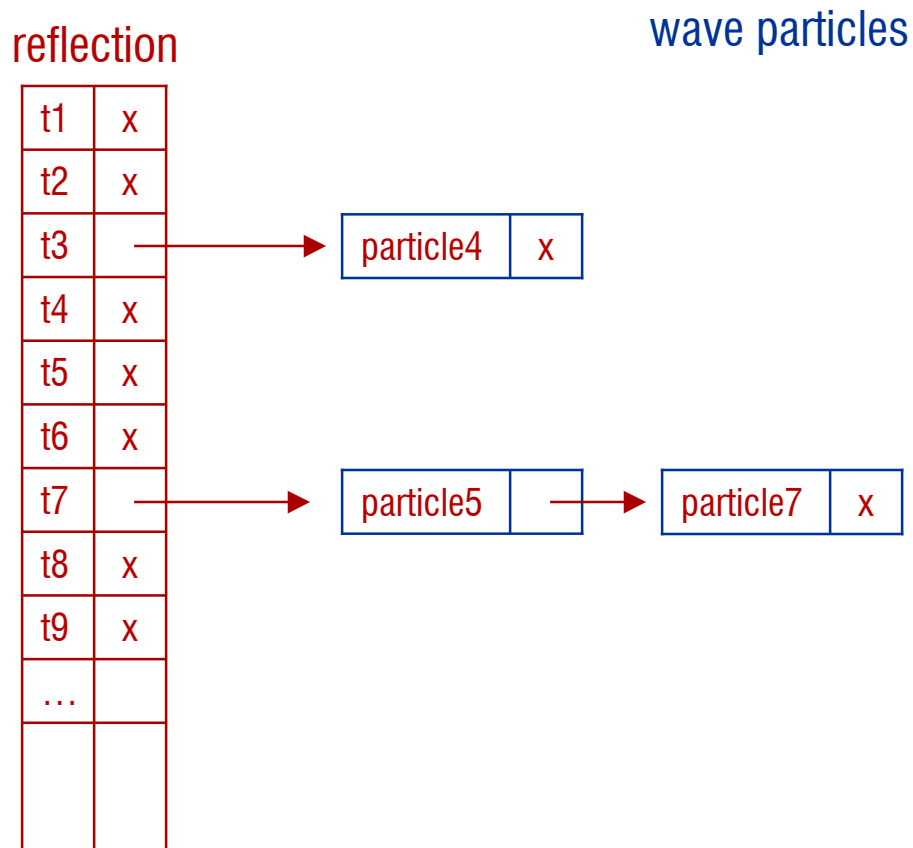 wave particles
reflection
t1 x
t2 x
t3 particle4 x
t4 x
t5 x
t6 x
t7 particle5 particle7 x
t8 x
t9 x
...